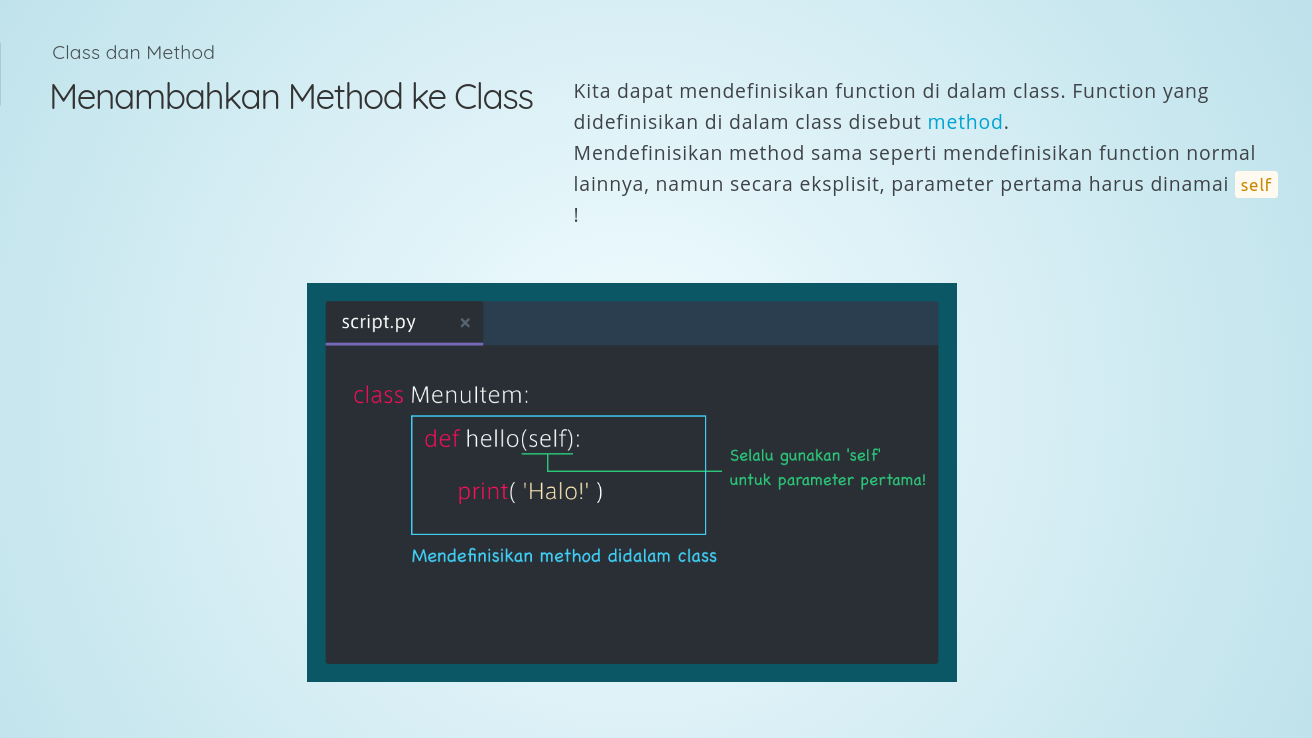 Class dan Method
Menambahkan Method ke Class
Kita dapat mendefinisikan function di dalam class. Function yang
didefinisikan di dalam class disebut method.
Mendefinisikan method sama seperti mendefinisikan function normal
lainnya, namun secara eksplisit, parameter pertama harus dinamai self
!
script.py ×
class MenuItem:
def hello(self):
Selalu gunakan 'self'
untuk parameter pertama!
print( 'Halo!' )
Mendefinisikan method didalam class